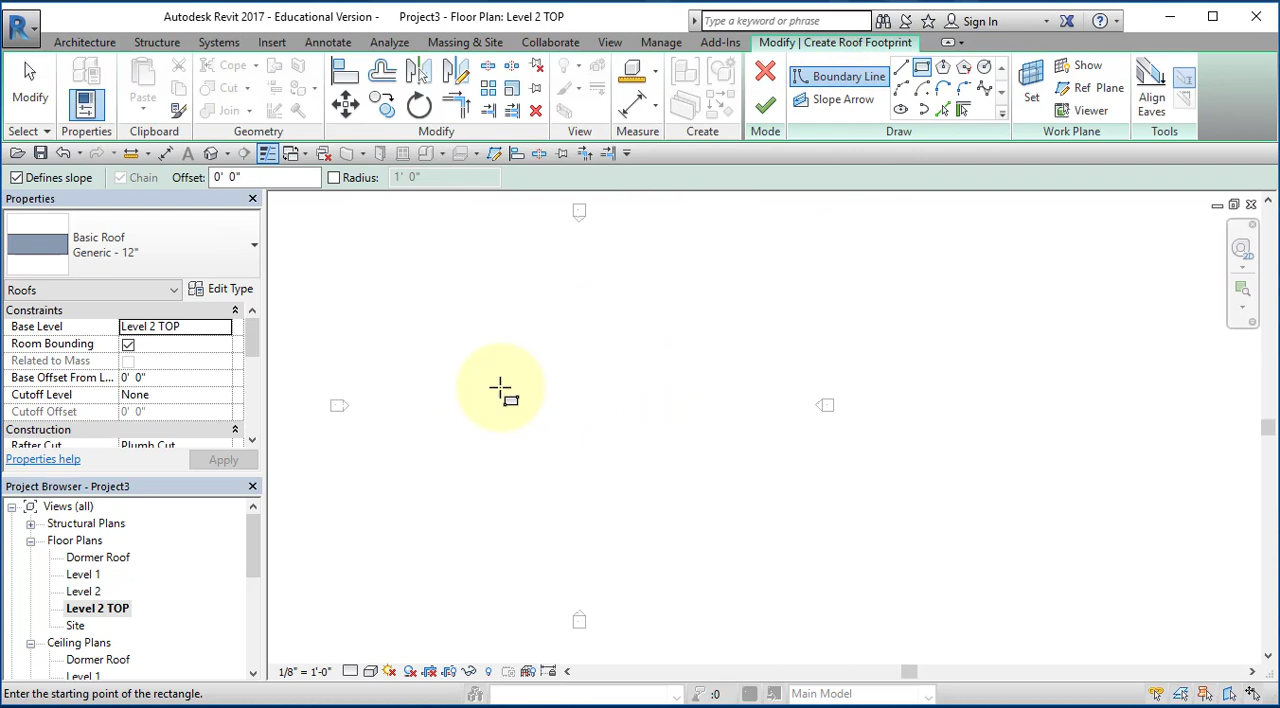 Autodesk Revit 2017 - Educational Version - Project3 - Floor Plan: Level 2 TOP
Type a keyword or phrase
Sign In
Architecture Structure Systems Insert Annotate Analyze Massing & Site Collaborate View Manage Add-Ins Modify | Create Roof Footprint
Modify
Paste
Cope
Cut
Join
Boundary Line
Slope Arrow
Set
Show
Ref Plane
Viewer
Align
Eaves
Select Properties Clipboard Geometry Modify View Measure Create Mode Draw Work Plane Tools
Defines slope Chain Offset: 0' 0" Radius: 1' 0"
Properties
Basic Roof
Generic - 12"
Roofs Edit Type
Constraints
Base Level Level 2 TOP
Room Bounding
Related to Mass
Base Offset From L... 0' 0"
Cutoff Level None
Cutoff Offset 0' 0"
Construction
Rafter Cut Plumb Cut
Properties help Apply
Project Browser - Project3
Views (all)
Structural Plans
Floor Plans
Dormer Roof
Level 1
Level 2
Level 2 TOP
Site
Ceiling Plans
Dormer Roof
Level 1
2D
1/8" = 1'-0"
Enter the starting point of the rectangle.
:0
Main Model